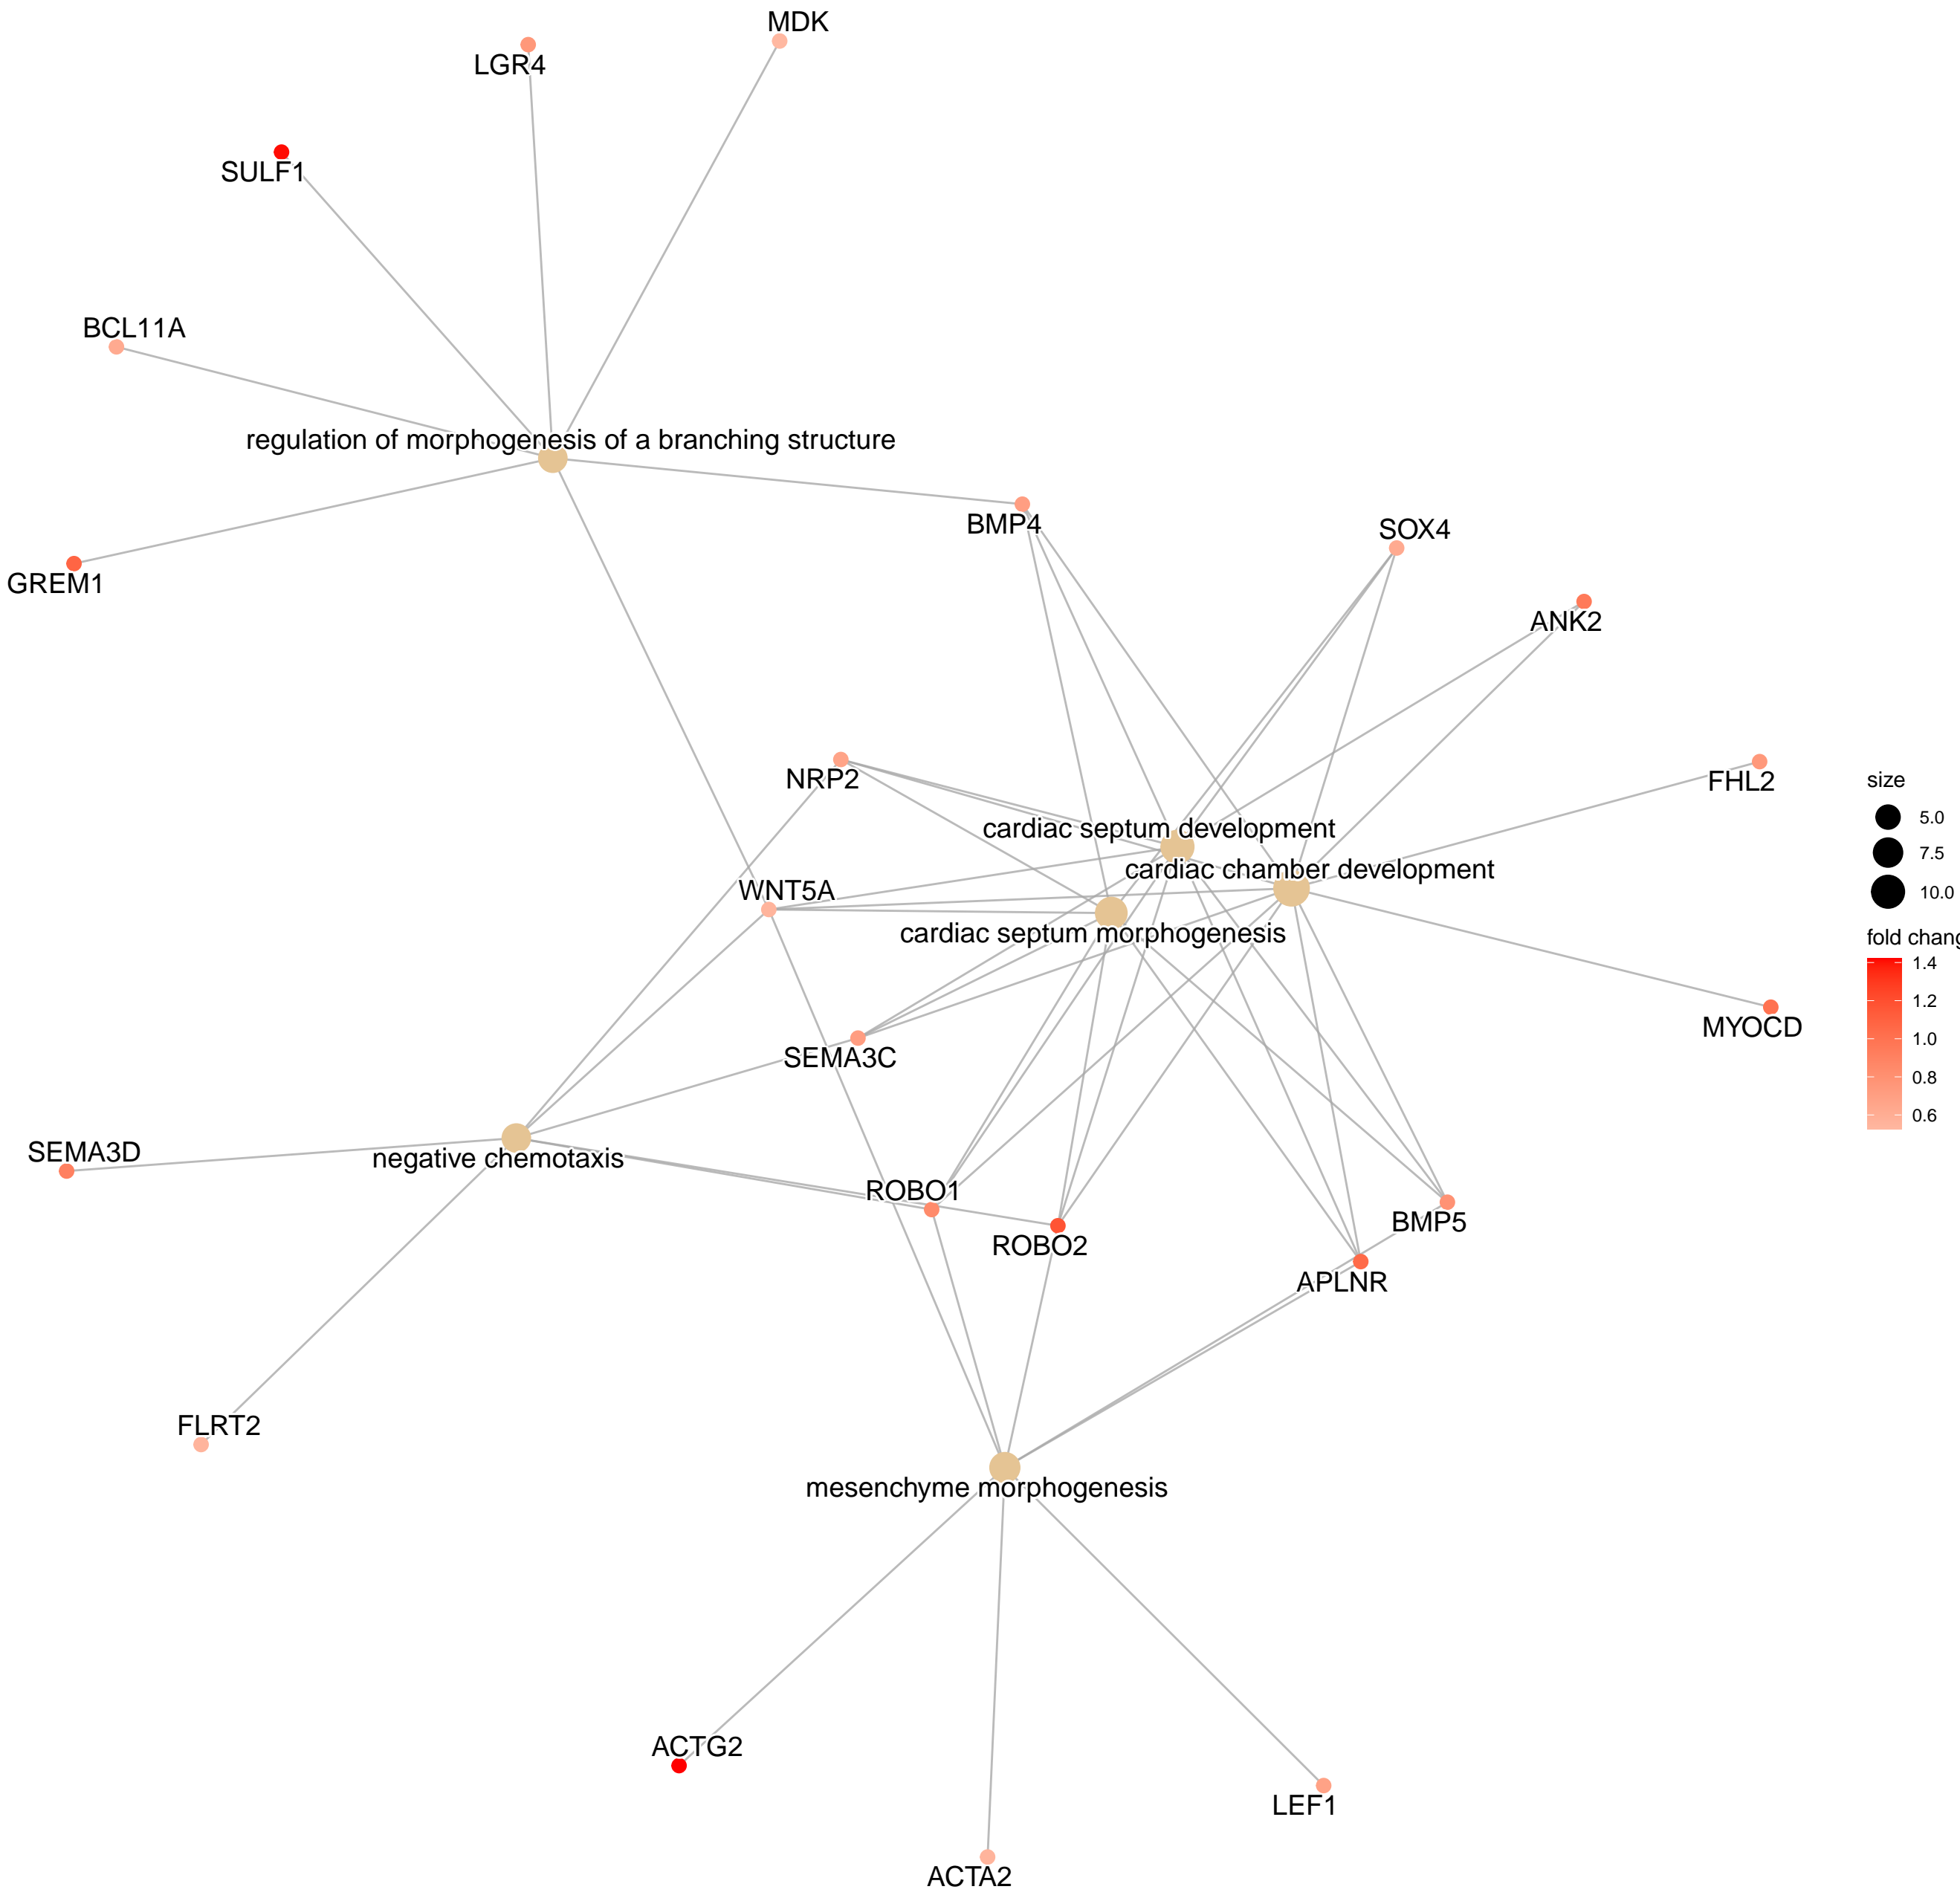 MDK
LGR4
SULF1
BCL11A
regulation of morphogenesis of a branching structure
BMP4
SOX4
GREM1
ANK2
NRP2
FHL2
size
5.0
7.5
10.0
cardiac septum development
cardiac chamber development
WNT5A
cardiac septum morphogenesis
fold chang
1.4
1.2
1.0
0.8
0.6
MYOCD
SEMA3C
SEMA3D
negative chemotaxis
ROBO1
ROBO2
BMP5
APLNR
FLRT2
mesenchyme morphogenesis
ACTG2
LEF1
ACTA2